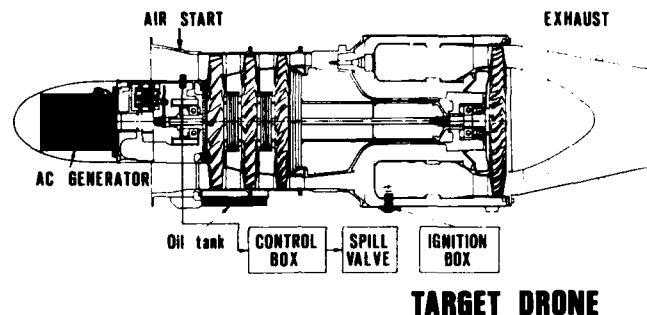 AIR START
EXHAUST
AC GENERATOR
Oil tank
CONTROL BOX
SPILL VALVE
IGNITION BOX
TARGET DRONE